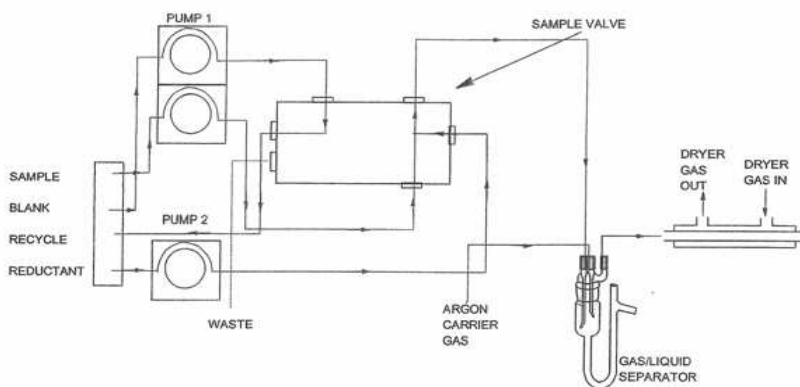 PUMP 1
SAMPLE VALVE
SAMPLE
BLANK
RECYCLE
REDUCTANT
PUMP 2
WASTE
ARGON
CARRIER
GAS
DRYER
GAS
OUT
DRYER
GAS IN
GAS/LIQUID
SEPARATOR